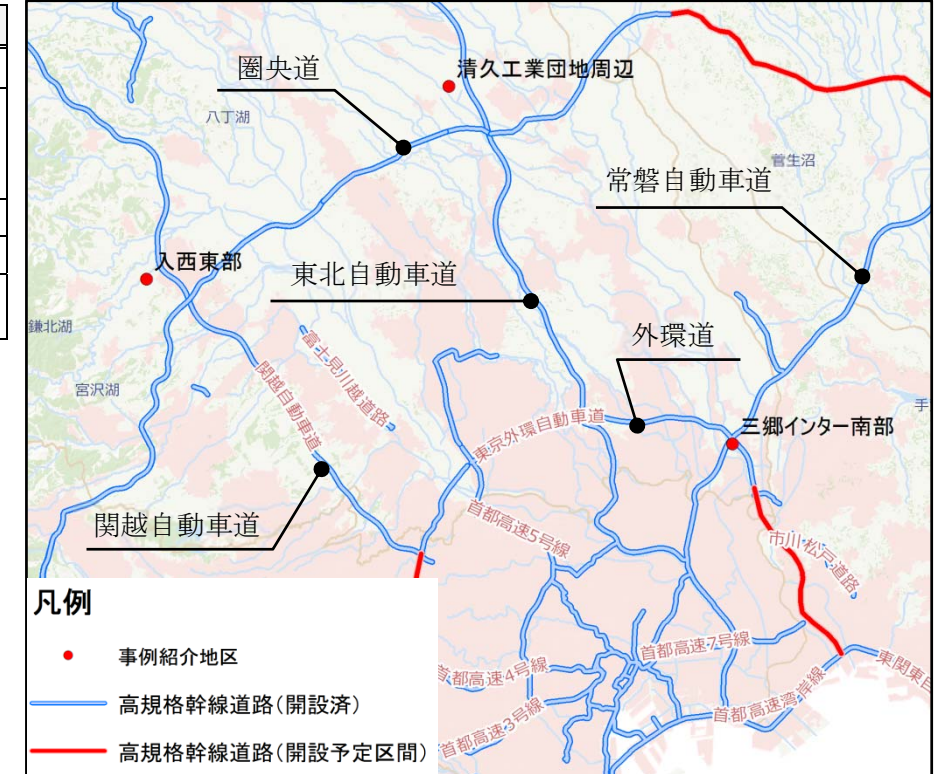 圏央道
清久工業団地周辺
八丁湖
菅生沼
常磐自動車道
入西東部
東北自動車道
鎌北湖
外環道
富士見川越道路
宮沢湖
関越自動車道
手
東京外環自動車道
三郷インター南部
関越自動車道
首都高速5号線
市川松戸道路
凡例
事例紹介地区
高規格幹線道路(開設済)
高規格幹線道路(開設予定区間)
首都高速7号線
首都高速4号線
東関東自
首都高速湾岸線
首都高速3号線